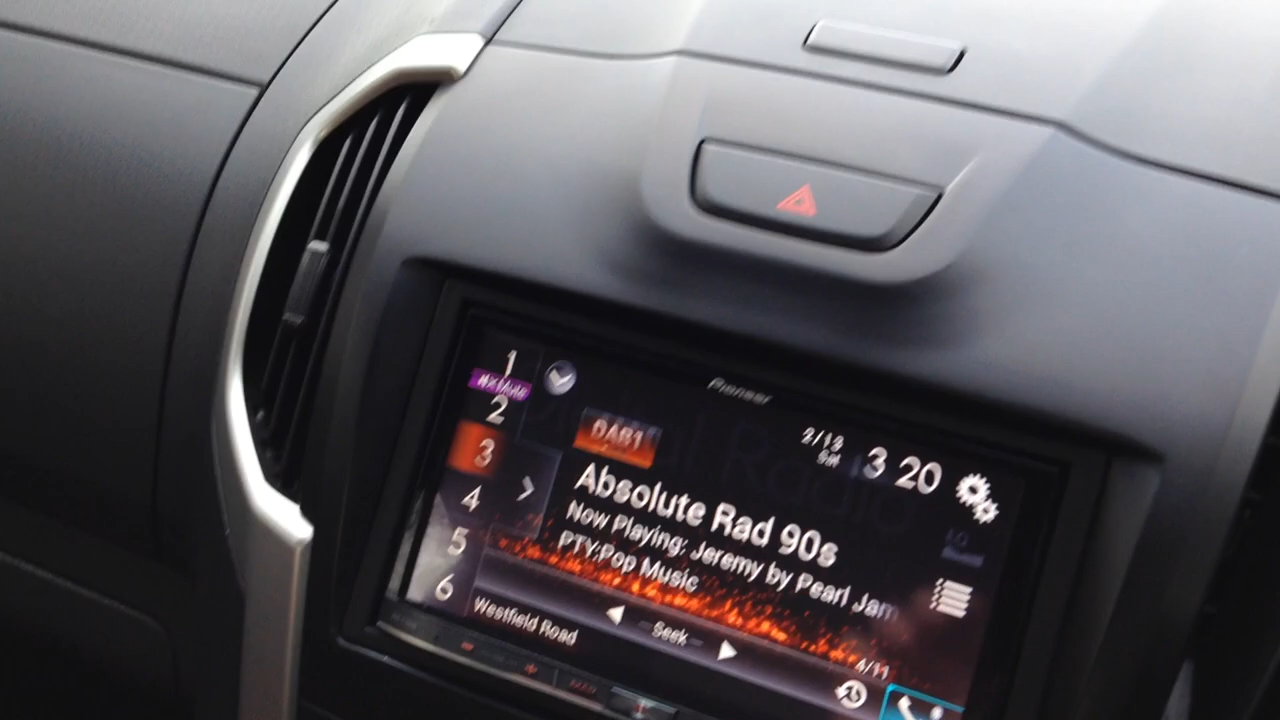 Pioneer
1
2
3
4
5
6
DAB1
2/13
3 20
Absolute Rad 90s
Now Playing: Jeremy by Pearl Jam
PTY:Pop Music
Seek
4/11
Westfield Road